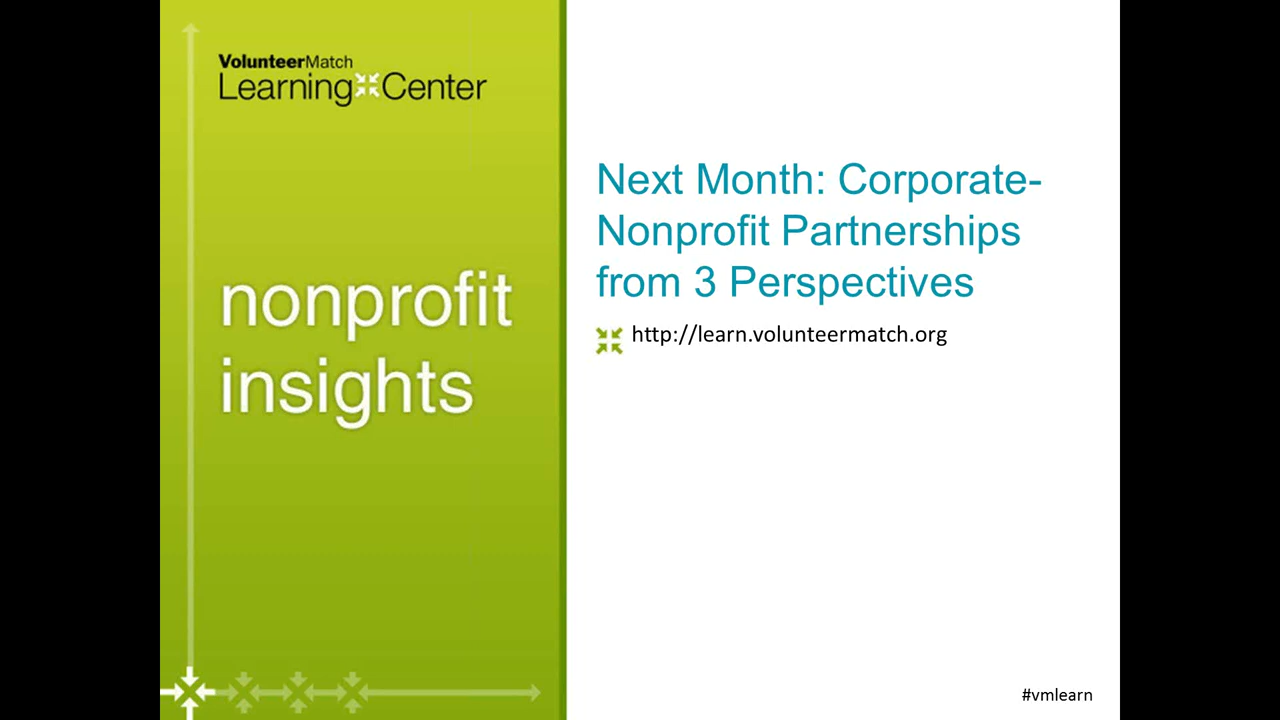 VolunteerMatch
Learning Center
nonprofit
insights
Next Month: Corporate-
Nonprofit Partnerships
from 3 Perspectives
http://learn.volunteermatch.org
#vmlearn